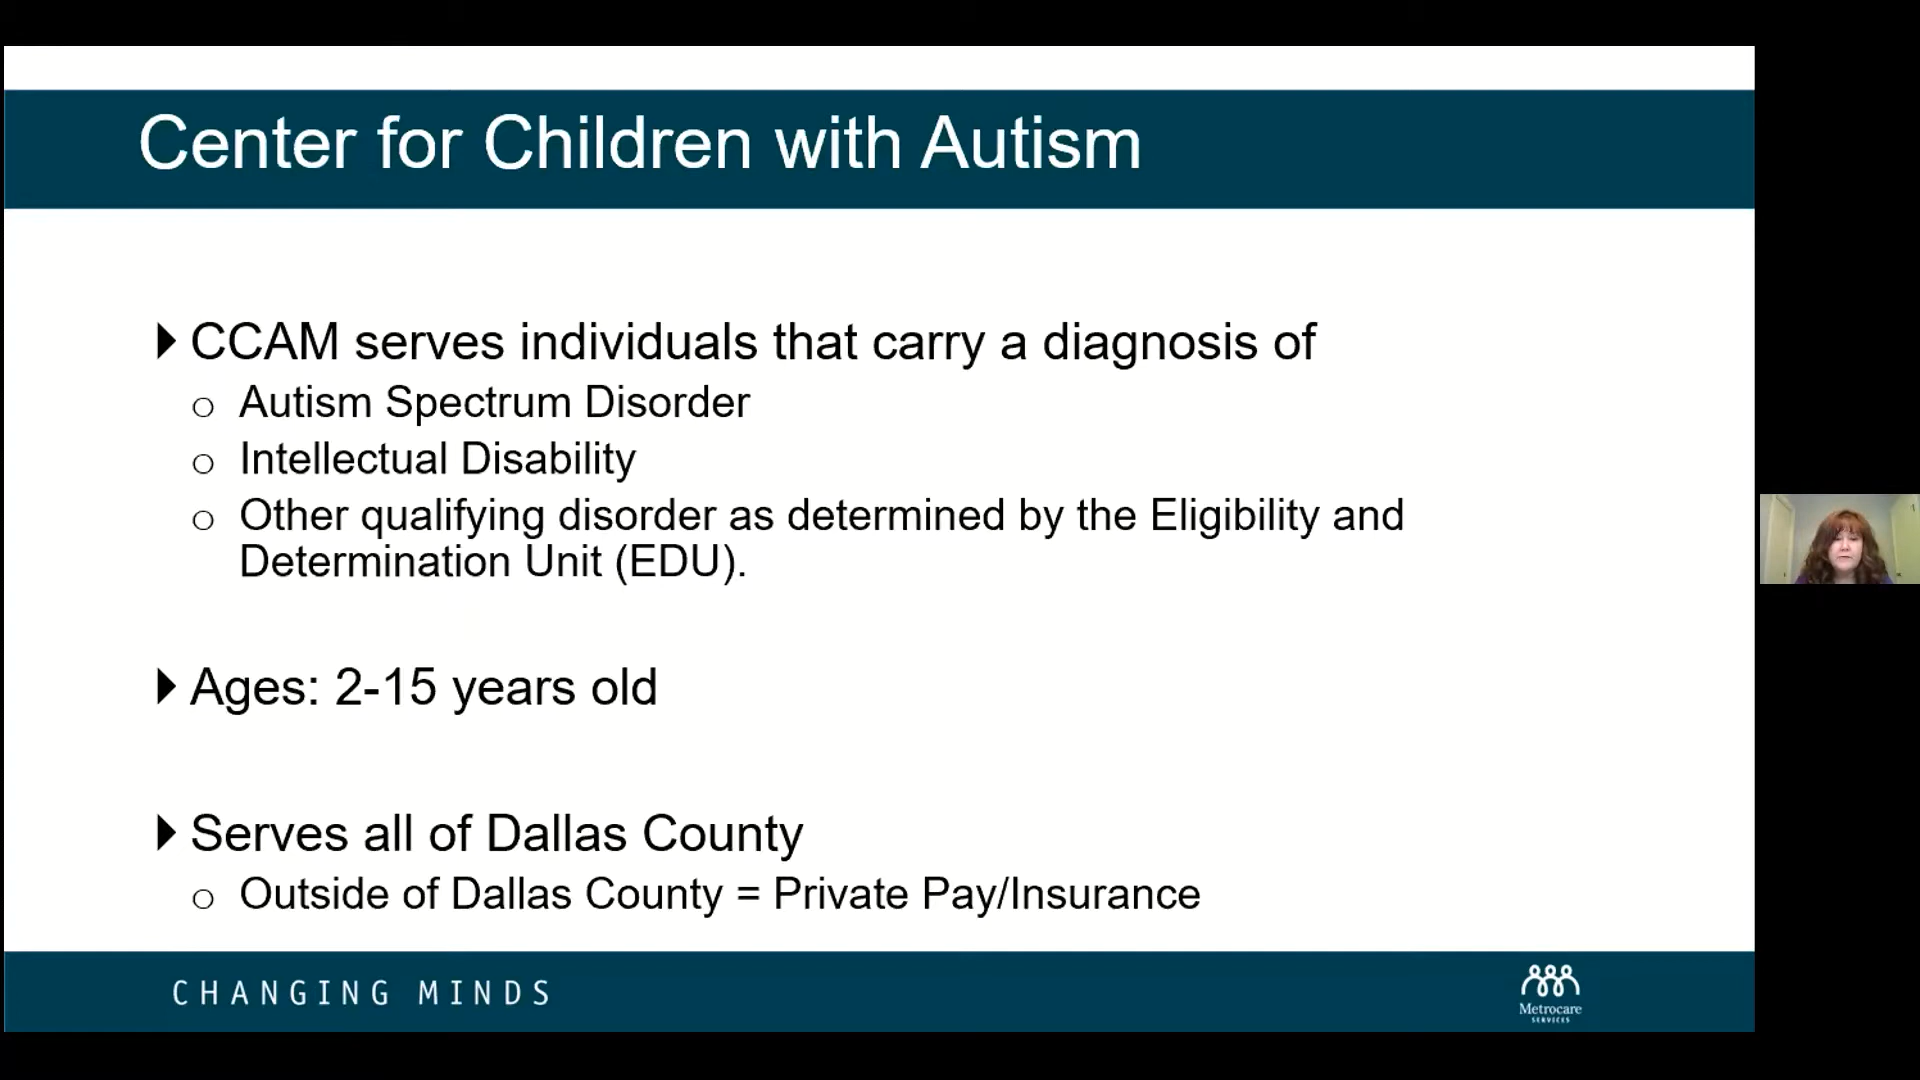 Center for Children with Autism
CCAM serves individuals that carry a diagnosis of
o Autism Spectrum Disorder
o Intellectual Disability
o Other qualifying disorder as determined by the Eligibility and
Determination Unit (EDU).
Ages: 2-15 years old
Serves all of Dallas County
o Outside of Dallas County = Private Pay/Insurance
CHANGING MINDS
Metrocare
SERVICES